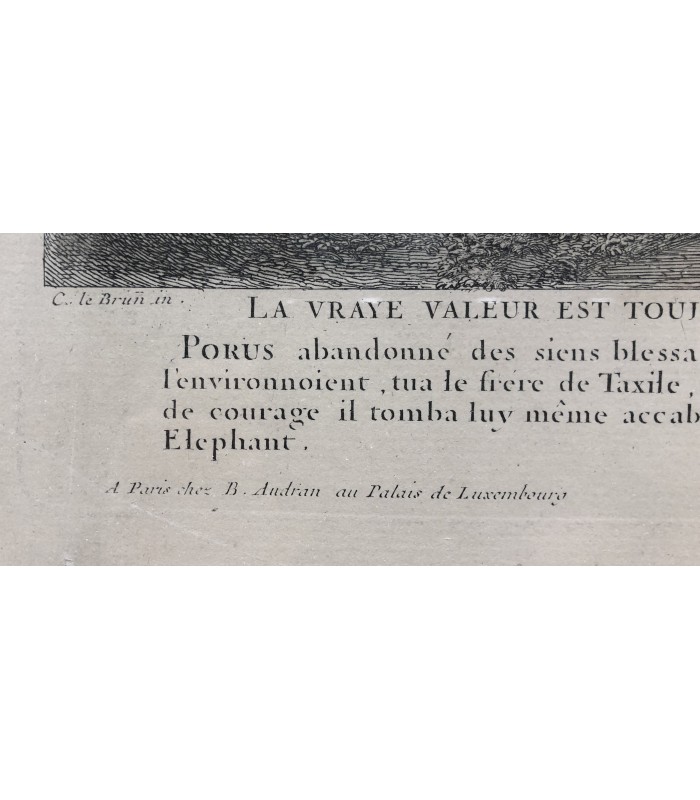 C. le Brun in.
LA VRAYE VALEUR EST TOUJ
PORUS abandonné des siens blessa
l'environnoient, tua le frére de Taxile,
de courage il tomba luy même accab
Elephant.
A Paris chez B. Audran au Palais de Luxembourg